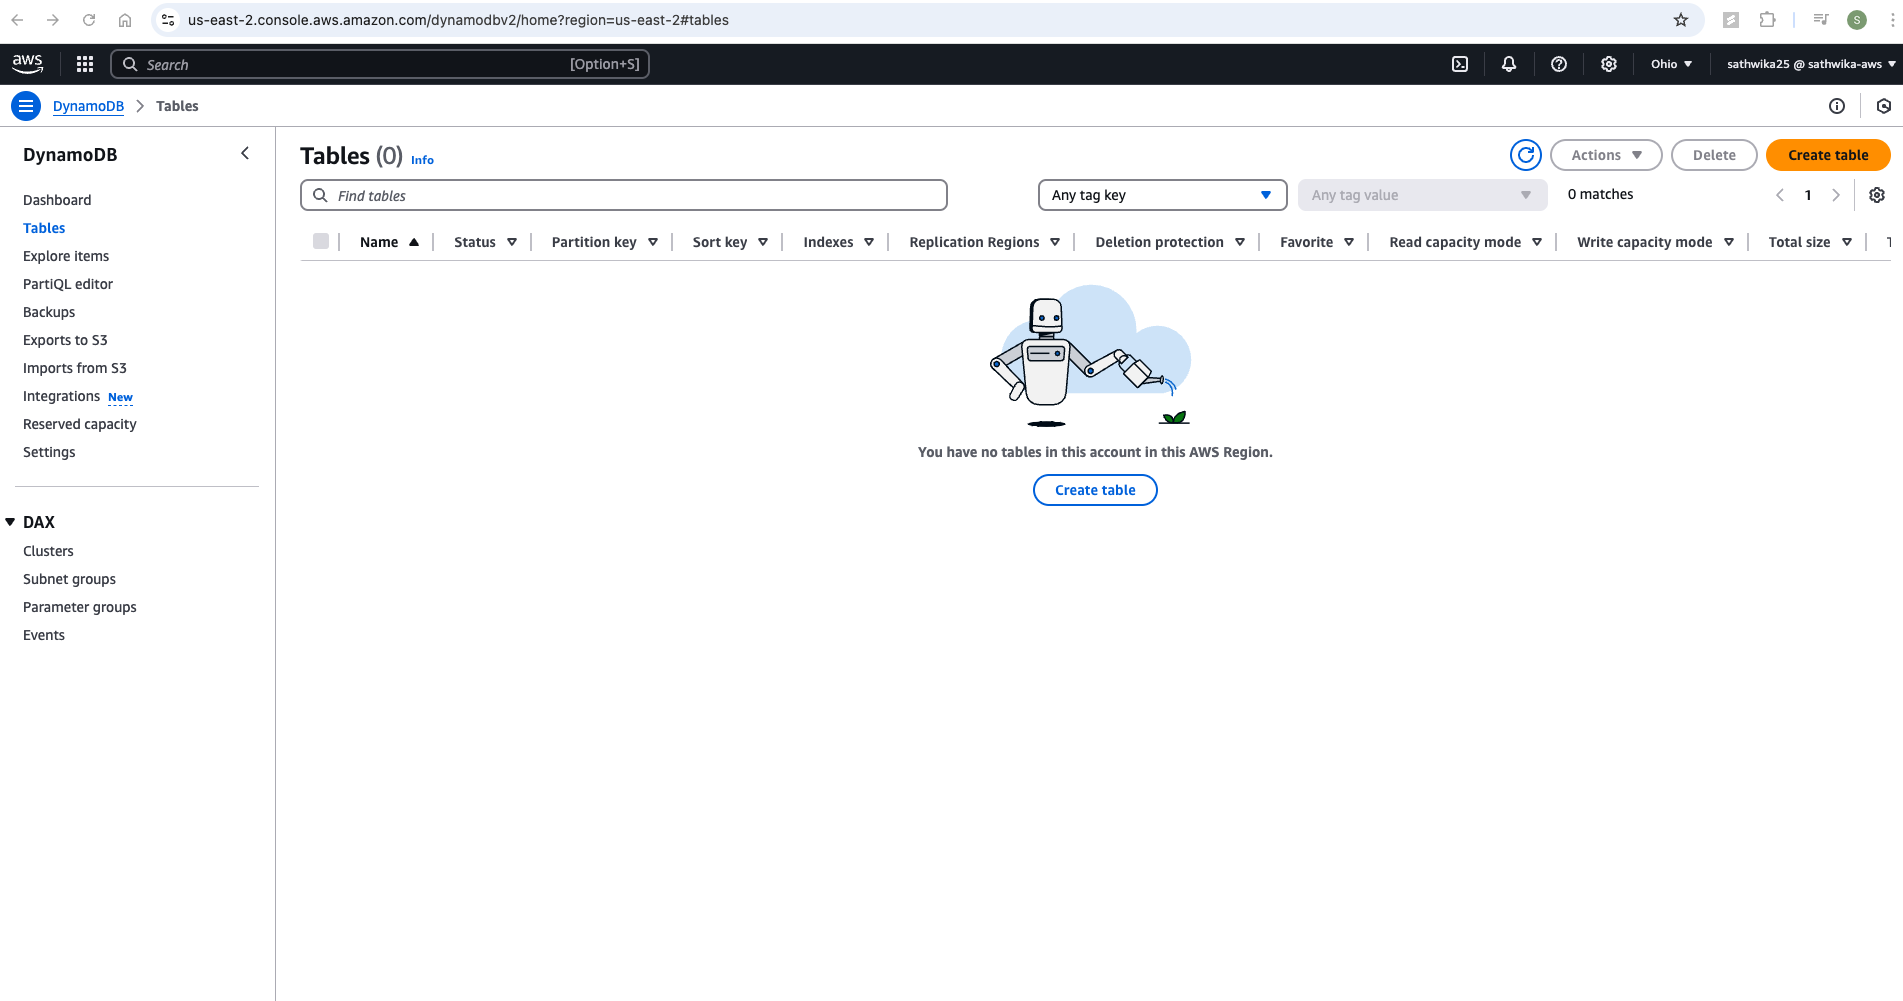 us-east-2.console.aws.amazon.com/dynamodbv2/home?region=us-east-2#tables
S
aws
Search
[Option+S]
Ohio
sathwika25 @ sathwika-aws
DynamoDB
Tables
DynamoDB
Dashboard
Tables
Explore items
PartiQL editor
Backups
Exports to S3
Imports from S3
Integrations New
Reserved capacity
Settings
DAX
Clusters
Subnet groups
Parameter groups
Events
Tables (0) Info
Actions
Delete
Create table
Find tables
Any tag key
Any tag value
0 matches
1
Name Status Partition key Sort key Indexes Replication Regions Deletion protection Favorite Read capacity mode Write capacity mode Total size
You have no tables in this account in this AWS Region.
Create table